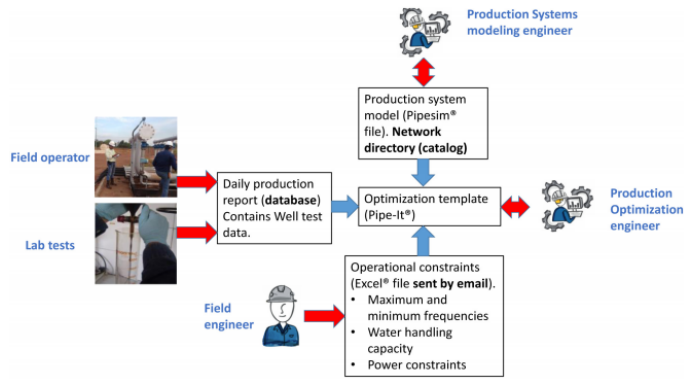 Production Systems
modeling engineer
Production system
model (Pipesim®
file). Network
directory (catalog)
Field operator
Daily production
report (database)
Contains Well test
data.
Optimization template
(Pipe-It®)
Production
Optimization
engineer
Lab tests
Field
engineer
Operational constraints
(Excel® file sent by email).
• Maximum and
minimum frequencies
• Water handling
capacity
• Power constraints